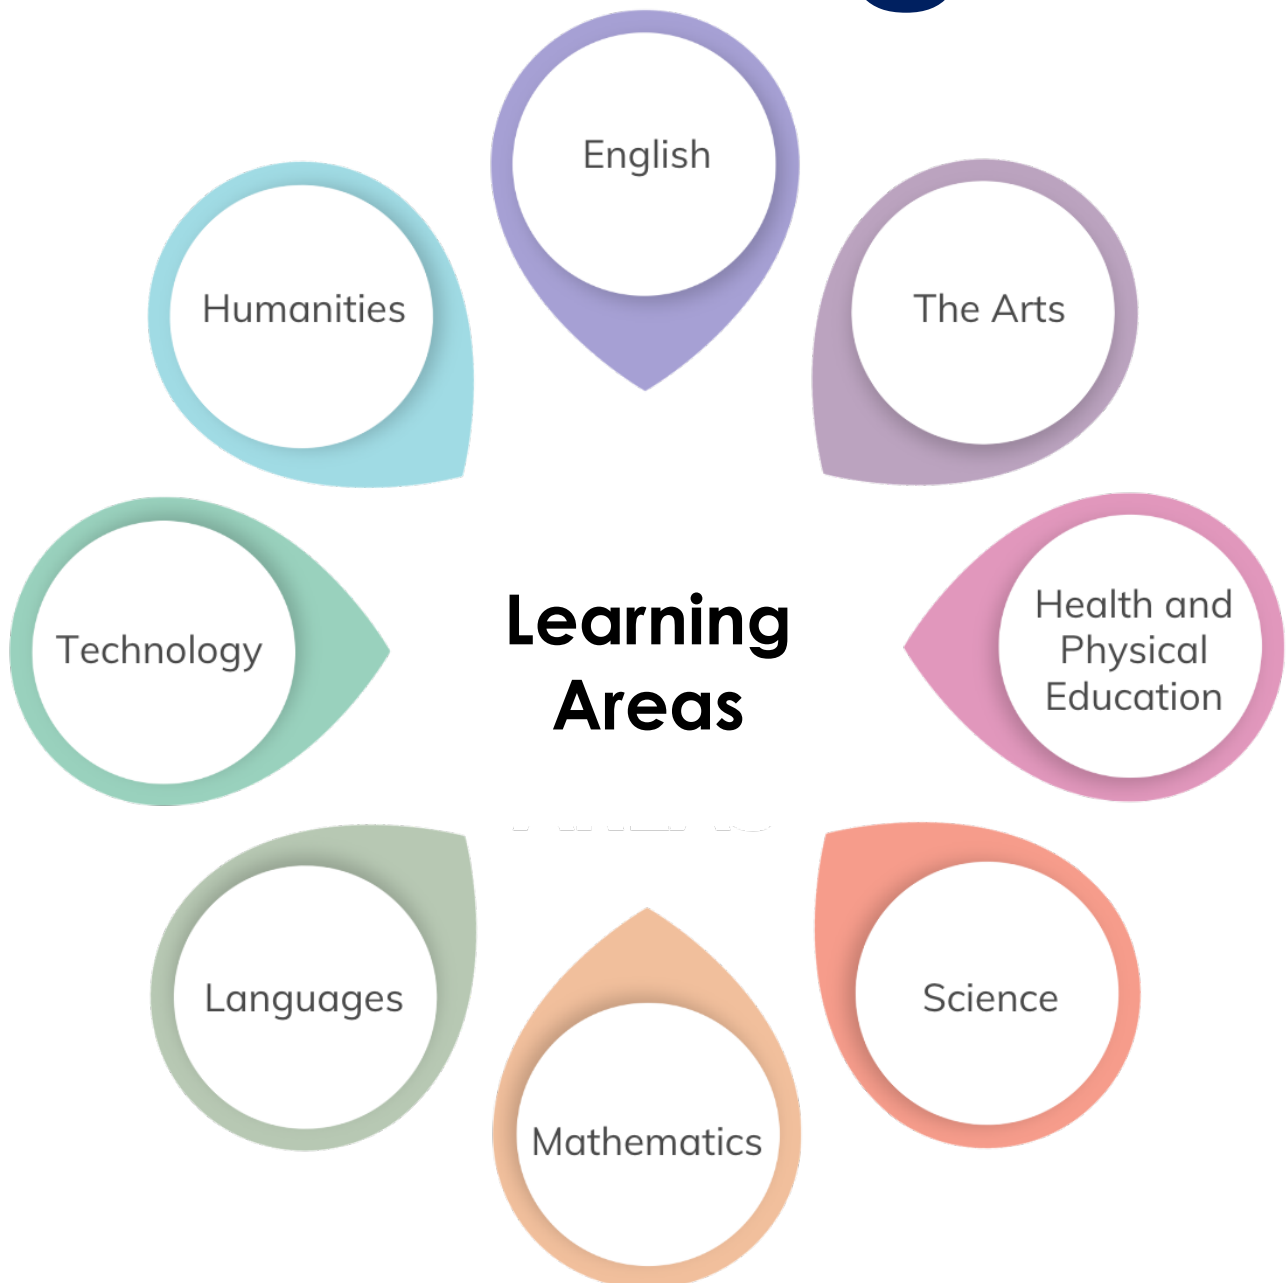 English
Humanities
The Arts
Learning
Areas
Technology
Health and
Physical
Education
Languages
Science
Mathematics